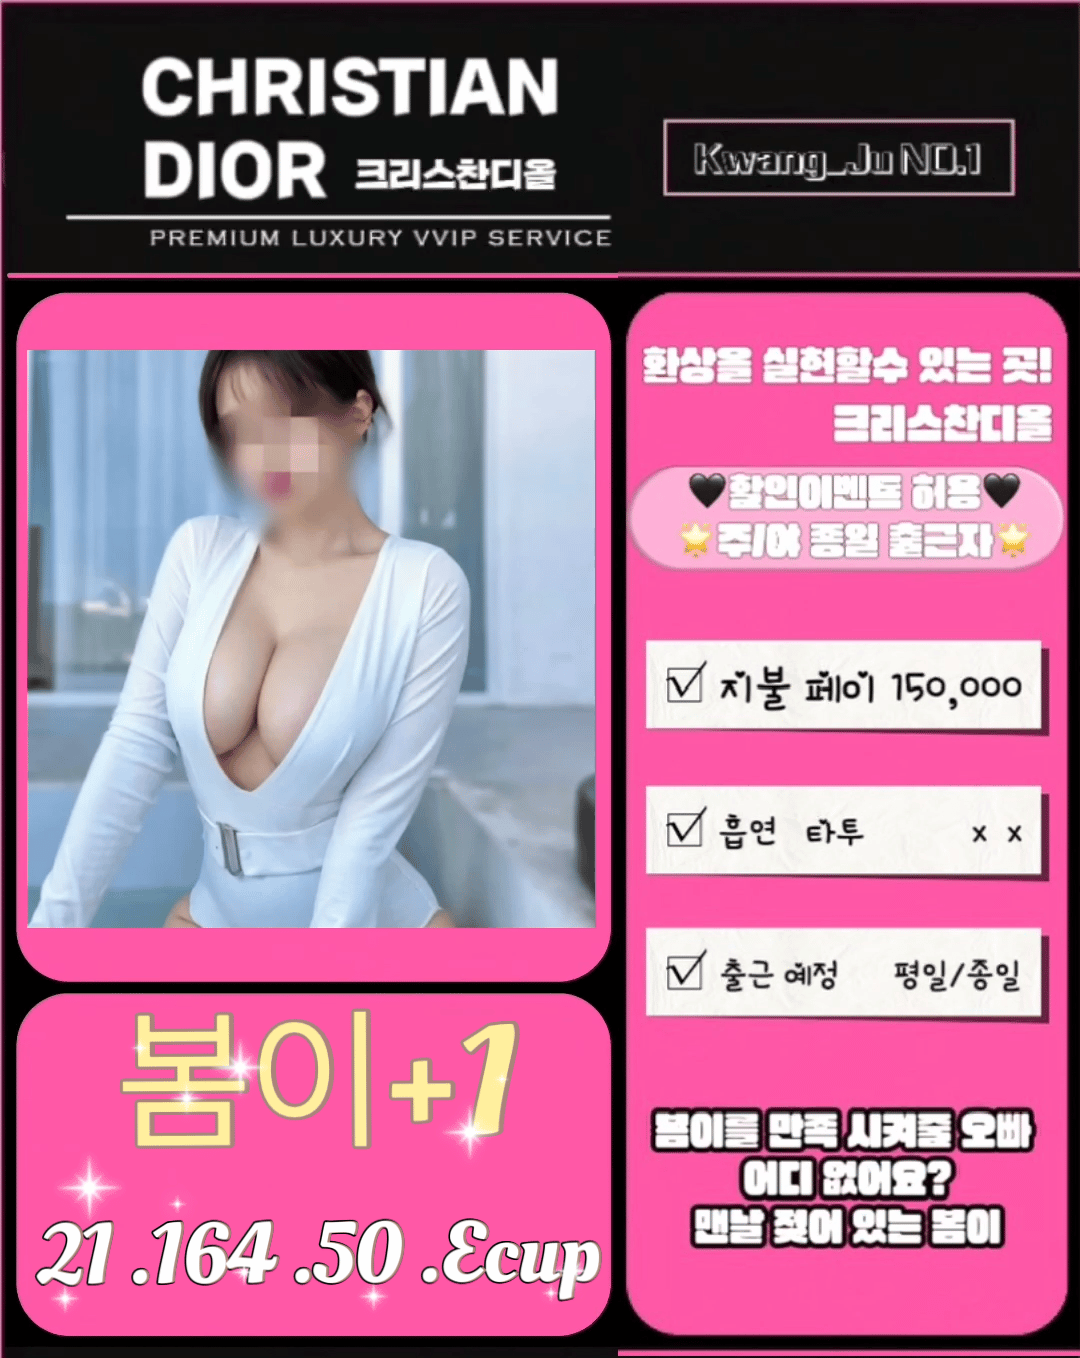 CHRISTIAN
DIOR 크리스찬디올
PREMIUM LUXURY VVIP SERVICE
Kwang_Ju NO.1
봄이+1
21 .164 .50 .Ecup
환상을 실현할수 있는 곳!
크리스찬디올
🖤할인이벤트 허용🖤
🌟주/야 종일 출근자🌟
☑ 지불 페이 150,000
☑ 흡연 타투 x x
☑ 출근 예정 평일/종일
봄이를 만족 시켜줄 오빠
어디 없어요?
맨날 젖어 있는 봄이